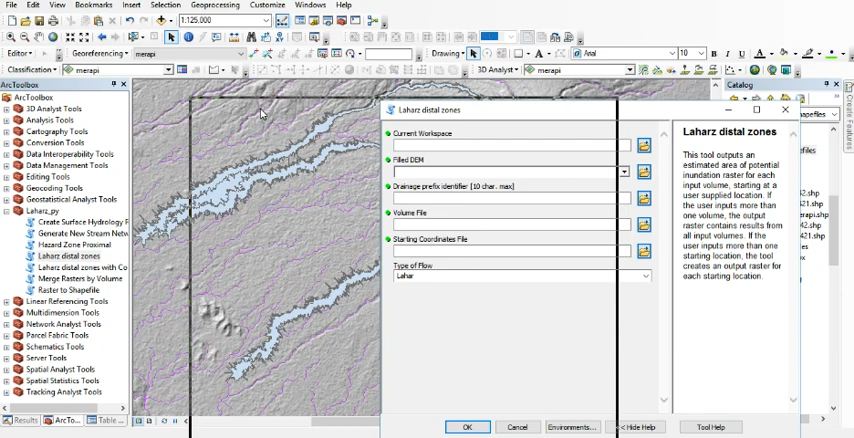 File Edit View Bookmarks Insert Selection Geoprocessing Customize Windows Help
1:125,000
Editor Georeferencing merapi Drawing Arial 10 B I U A
Classification merapi 3D Analyst merapi
ArcToolbox
ArcToolbox
3D Analyst Tools
Analysis Tools
Cartography Tools
Conversion Tools
Data Interoperability Tools
Data Management Tools
Editing Tools
Geocoding Tools
Geostatistical Analyst Tools
Laharz_py
Create Surface Hydrology R
Generate New Stream Netw
Hazard Zone Proximal
Laharz distal zones
Laharz distal zones with Co
Merge Rasters by Volume
Raster to Shapefile
Linear Referencing Tools
Multidimension Tools
Network Analyst Tools
Parcel Fabric Tools
Schematics Tools
Server Tools
Spatial Analyst Tools
Spatial Statistics Tools
Tracking Analyst Tools
Results ArcTo... Table ...
Laharz distal zones
Current Workspace
Filled DEM
Drainage prefix identifier [10 char. max]
Volume File
Starting Coordinates File
Type of Flow
Lahar
OK Cancel Environments... << Hide Help Tool Help
Laharz distal zones
This tool outputs an
estimated area of potential
inundation raster for each
input volume, starting at a
user supplied location. If
the user inputs more than
one volume, the output
raster contains results from
all input volumes. If the
user inputs more than one
starting location, the tool
creates an output raster for
each starting location.
Catalog
hapefiles
efiles
42.shp
421.shp
erapi.shp
42.shp
421.shp
Create Features